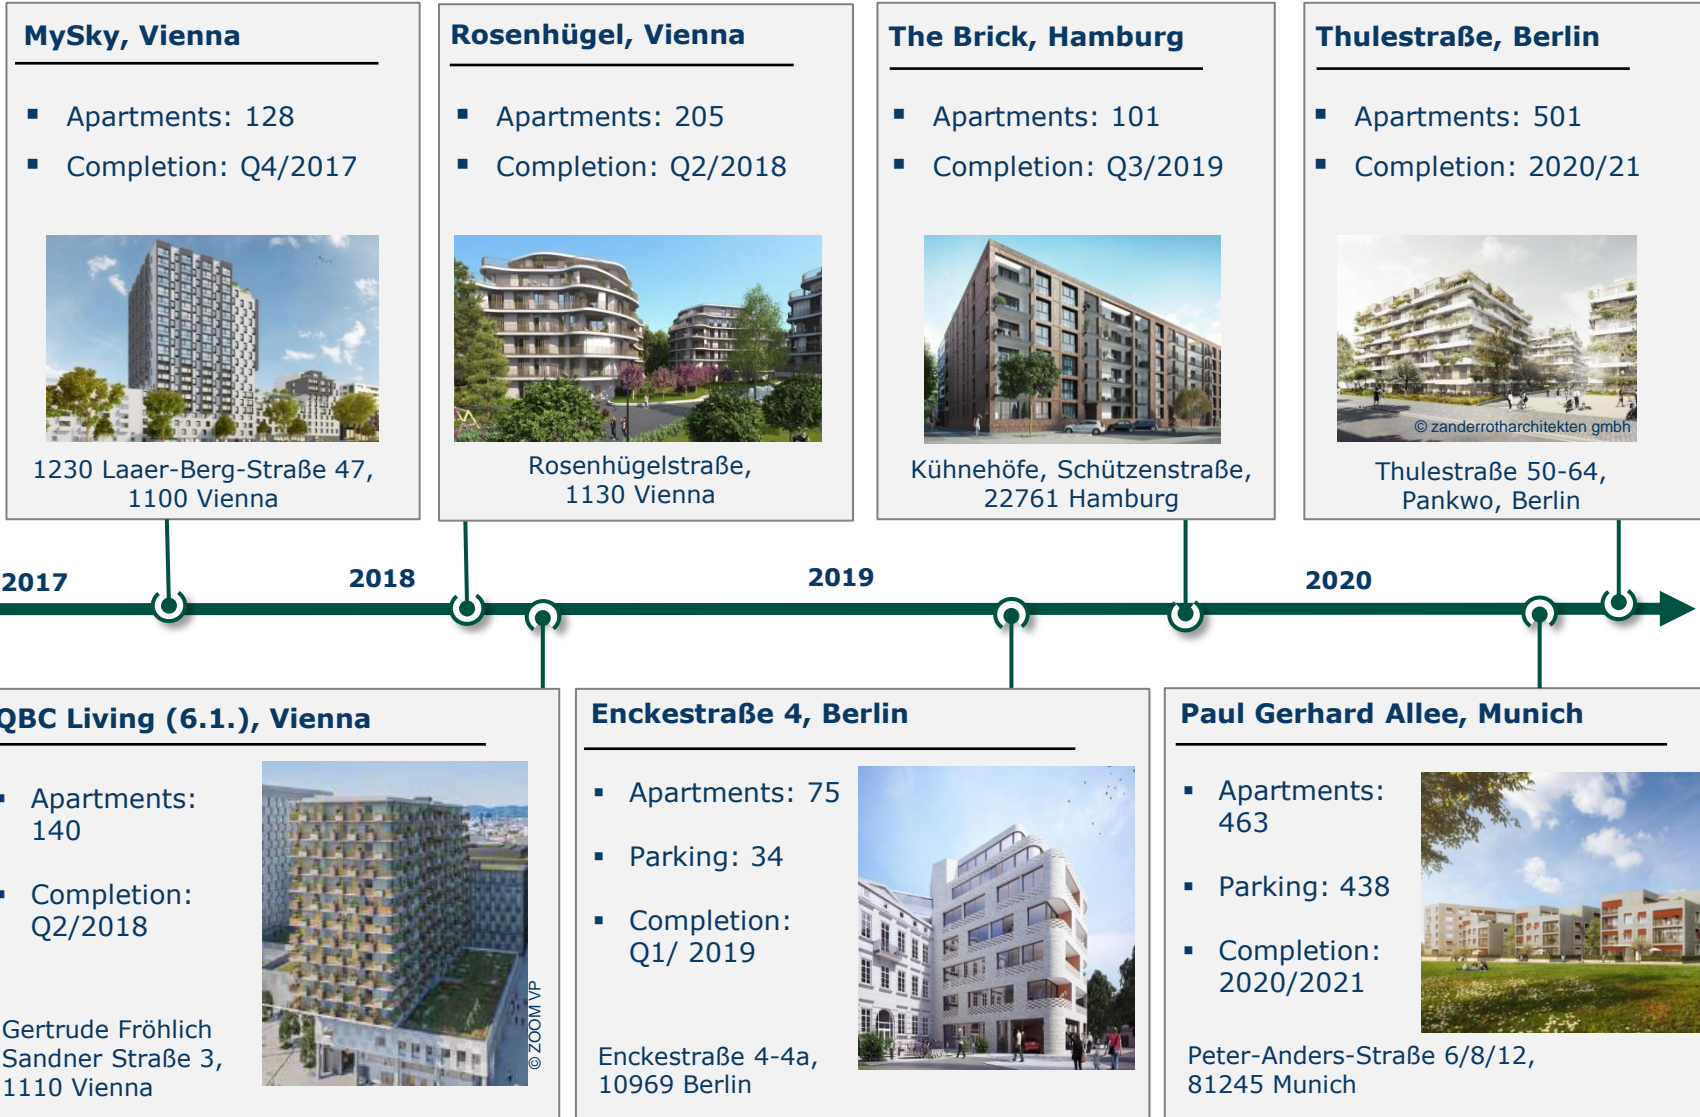 MySky, Vienna
▪ Apartments: 128
▪ Completion: Q4/2017
1230 Laaer-Berg-Straße 47,
1100 Vienna
Rosenhügel, Vienna
▪ Apartments: 205
▪ Completion: Q2/2018
Rosenhügelstraße,
1130 Vienna
The Brick, Hamburg
▪ Apartments: 101
▪ Completion: Q3/2019
Kühnehöfe, Schützenstraße,
22761 Hamburg
Thulestraße, Berlin
▪ Apartments: 501
▪ Completion: 2020/21
© zanderrotharchitekten gmbh
Thulestraße 50-64,
Pankwo, Berlin
2017
2018
2019
2020
QBC Living (6.1.), Vienna
▪ Apartments:
140
▪ Completion:
Q2/2018
© ZOOM VP
Gertrude Fröhlich
Sandner Straße 3,
1110 Vienna
Enckestraße 4, Berlin
▪ Apartments: 75
▪ Parking: 34
▪ Completion:
Q1/ 2019
Enckestraße 4-4a,
10969 Berlin
Paul Gerhard Allee, Munich
▪ Apartments:
463
▪ Parking: 438
▪ Completion:
2020/2021
Peter-Anders-Straße 6/8/12,
81245 Munich